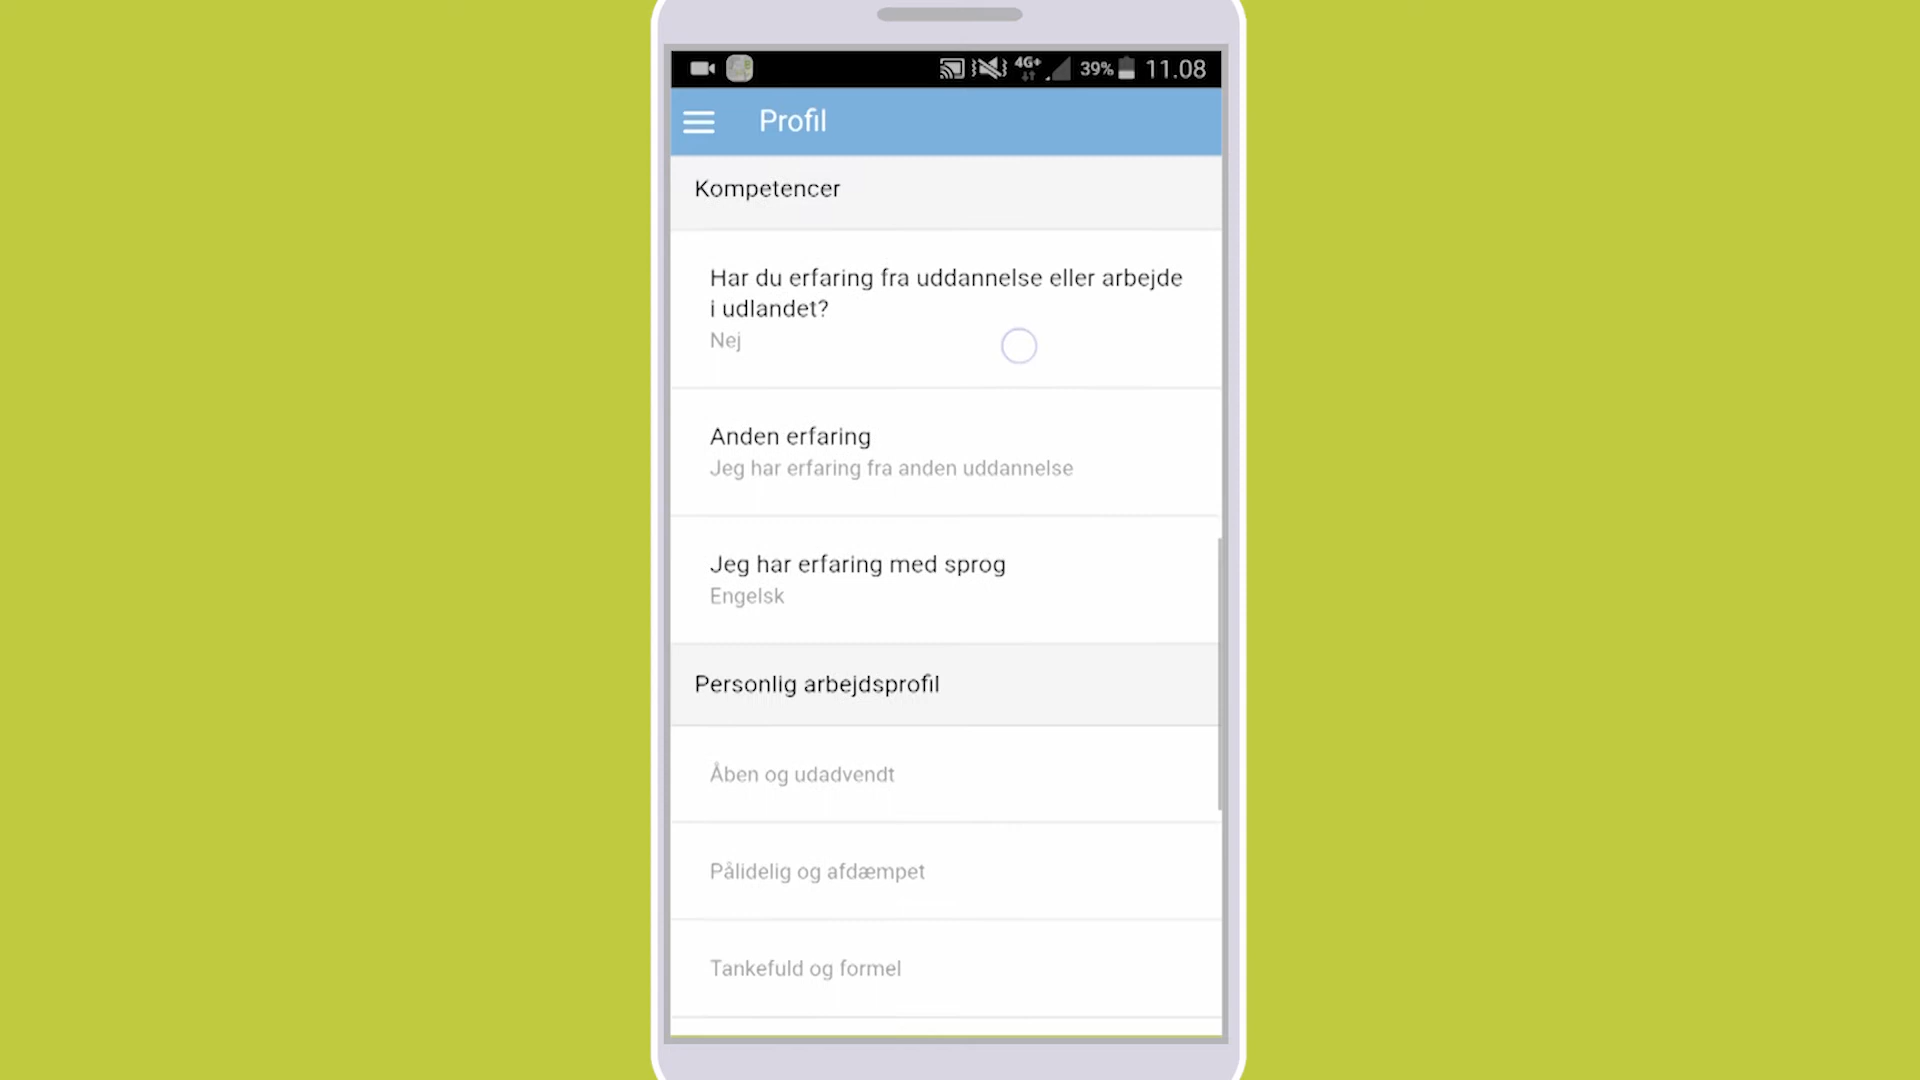 4G+ 39% 11.08
Profil
Kompetencer
Har du erfaring fra uddannelse eller arbejde
i udlandet?
Nej
Anden erfaring
Jeg har erfaring fra anden uddannelse
Jeg har erfaring med sprog
Engelsk
Personlig arbejdsprofil
Åben og udadvendt
Pålidelig og afdæmpet
Tankefuld og formel